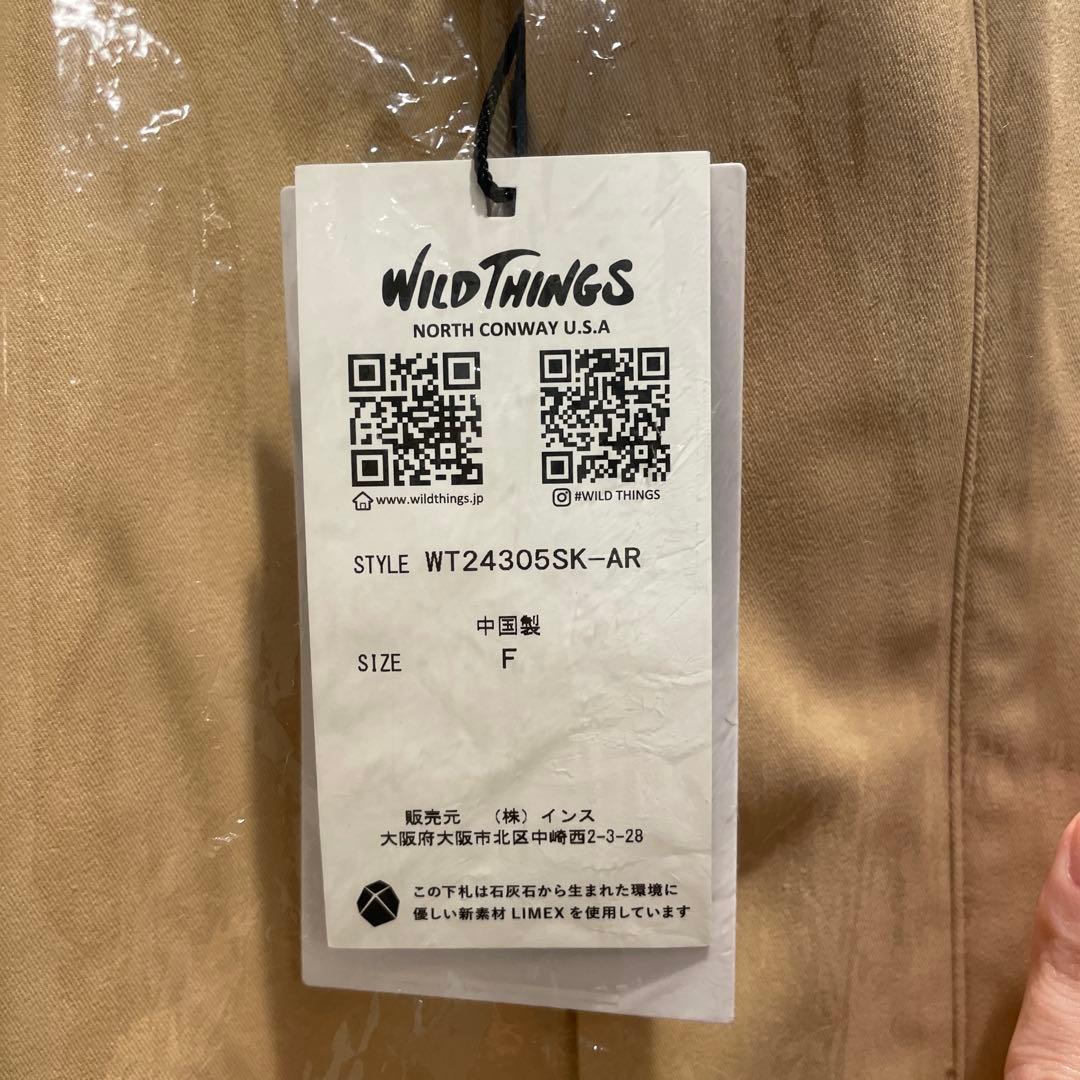 WILD THINGS
NORTH CONWAY U.S.A
www.wildthings.jp
#WILD THINGS
STYLE WT24305SK-AR
中国製
SIZE F
販売元 (株)インス
大阪府大阪市北区中崎西2-3-28
この下札は石灰石から生まれた環境に
優しい新素材 LIMEX を使用しています